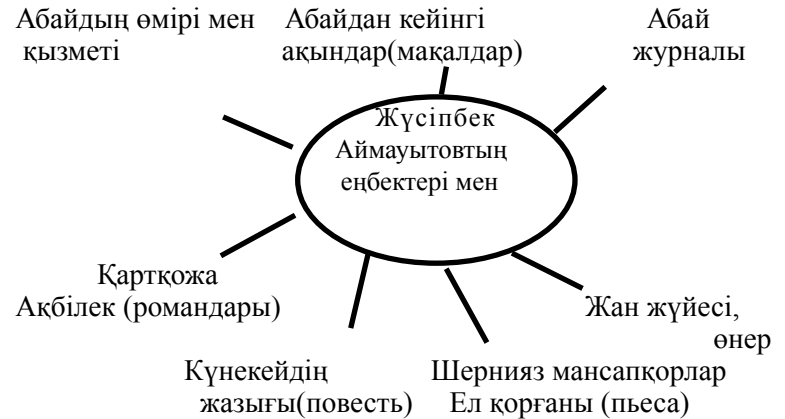 Абайдың өмірі мен
қызметі
Абайдан кейінгі
ақындар(мақалдар)
Абай
журналы
Жүсіпбек
Аймауытовтың
еңбектері мен
Қартқожа
Ақбілек (романдары)
Күнекейдің
жазығы(повесть)
Шернияз мансапқорлар
Ел қорғаны (пьеса)
Жан жүйесі,
өнер